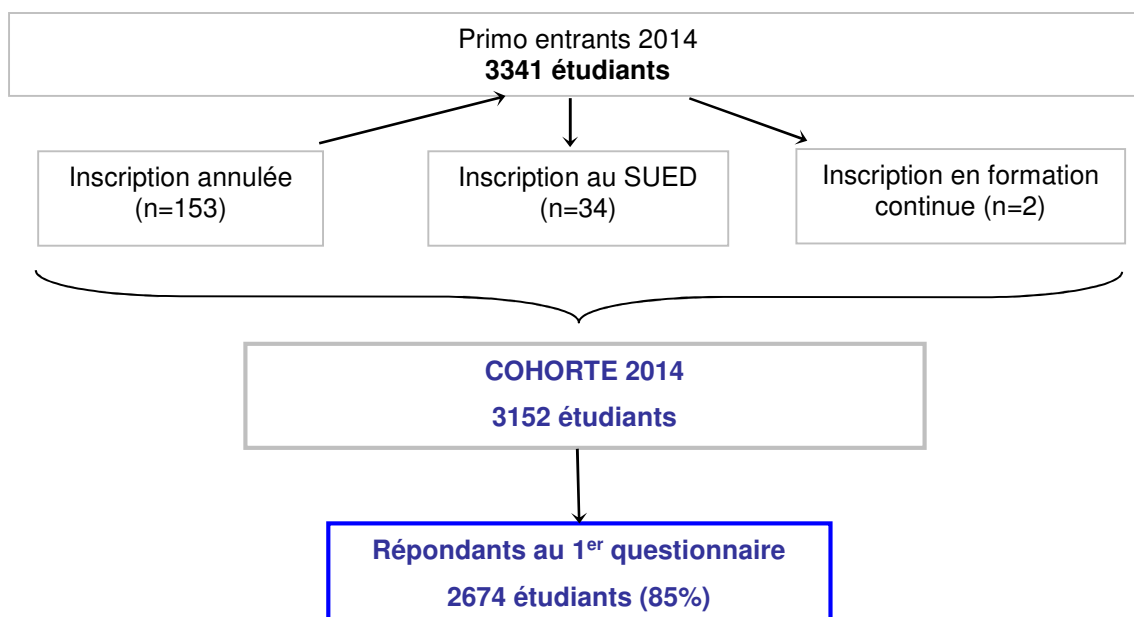 Primo entrants 2014
3341 étudiants
Inscription annulée
(n=153)
Inscription au SUED
(n=34)
Inscription en formation
continue (n=2)
COHORTE 2014
3152 étudiants
Répondants au 1er questionnaire
2674 étudiants (85%)